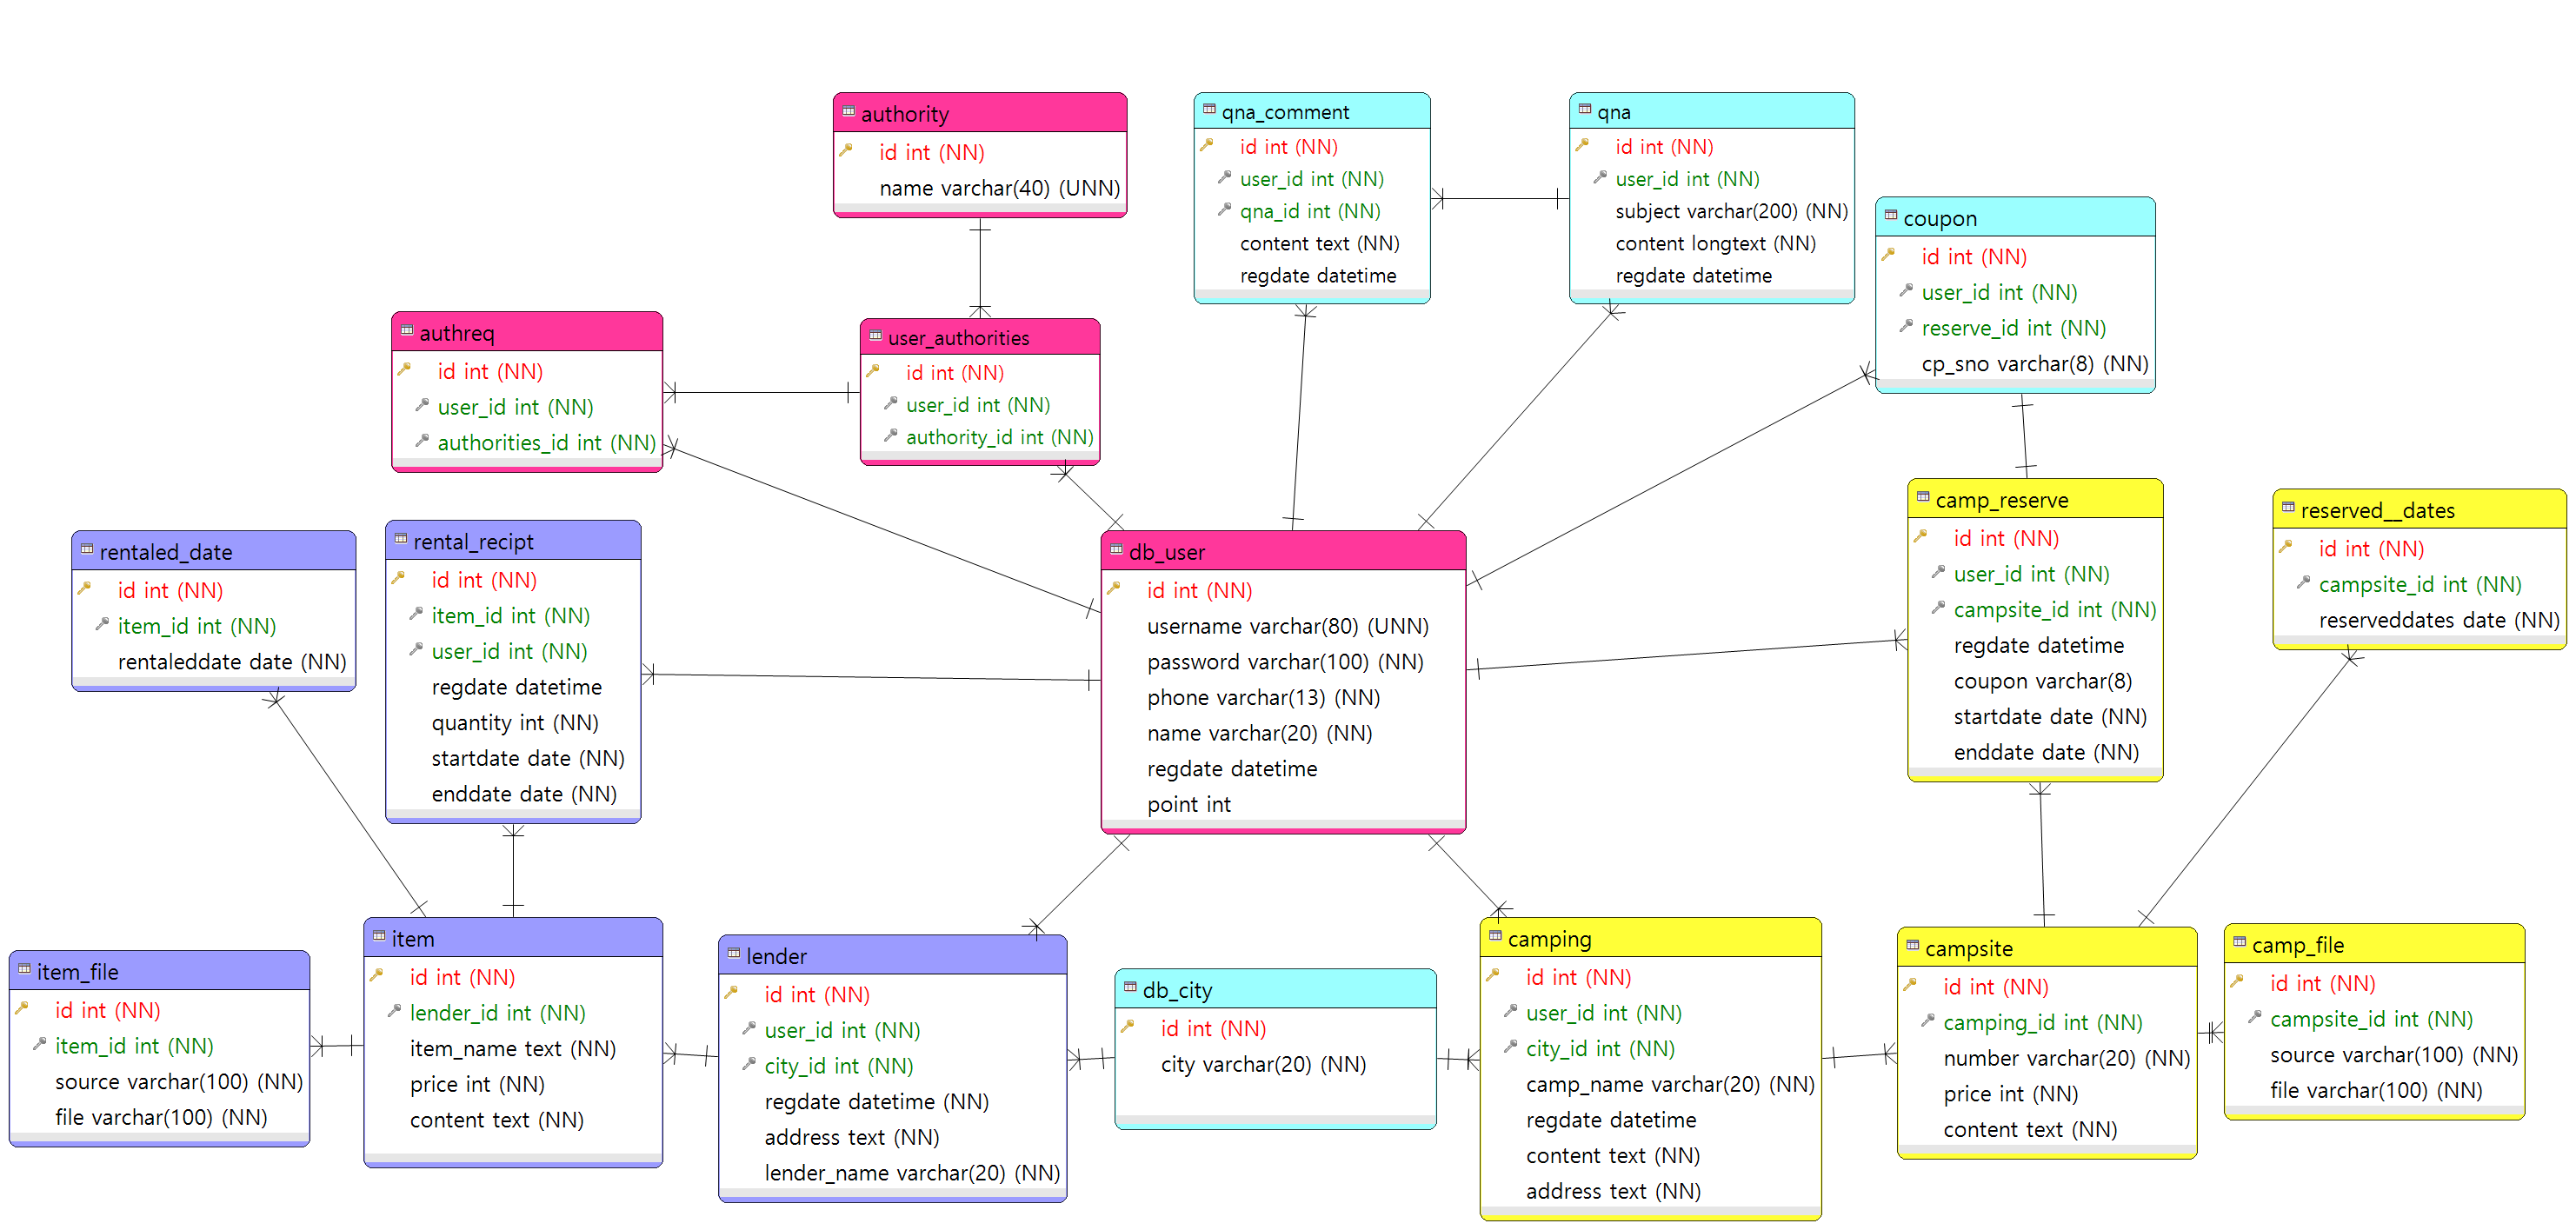 authority
id int (NN)
name varchar(40) (UNN)
qna_comment
id int (NN)
user_id int (NN)
qna_id int (NN)
content text (NN)
regdate datetime
qna
id int (NN)
user_id int (NN)
subject varchar(200) (NN)
content longtext (NN)
regdate datetime
coupon
id int (NN)
user_id int (NN)
reserve_id int (NN)
cp_sno varchar(8) (NN)
authreq
id int (NN)
user_id int (NN)
authorities_id int (NN)
user_authorities
id int (NN)
user_id int (NN)
authority_id int (NN)
rentaled_date
id int (NN)
item_id int (NN)
rentaleddate date (NN)
rental_recipt
id int (NN)
item_id int (NN)
user_id int (NN)
regdate datetime
quantity int (NN)
startdate date (NN)
enddate date (NN)
db_user
id int (NN)
username varchar(80) (UNN)
password varchar(100) (NN)
phone varchar(13) (NN)
name varchar(20) (NN)
regdate datetime
point int
camp_reserve
id int (NN)
user_id int (NN)
campsite_id int (NN)
regdate datetime
coupon varchar(8)
startdate date (NN)
enddate date (NN)
reserved__dates
id int (NN)
campsite_id int (NN)
reserveddates date (NN)
item_file
id int (NN)
item_id int (NN)
source varchar(100) (NN)
file varchar(100) (NN)
item
id int (NN)
lender_id int (NN)
item_name text (NN)
price int (NN)
content text (NN)
lender
id int (NN)
user_id int (NN)
city_id int (NN)
regdate datetime (NN)
address text (NN)
lender_name varchar(20) (NN)
db_city
id int (NN)
city varchar(20) (NN)
camping
id int (NN)
user_id int (NN)
city_id int (NN)
camp_name varchar(20) (NN)
regdate datetime
content text (NN)
address text (NN)
campsite
id int (NN)
camping_id int (NN)
number varchar(20) (NN)
price int (NN)
content text (NN)
camp_file
id int (NN)
campsite_id int (NN)
source varchar(100) (NN)
file varchar(100) (NN)